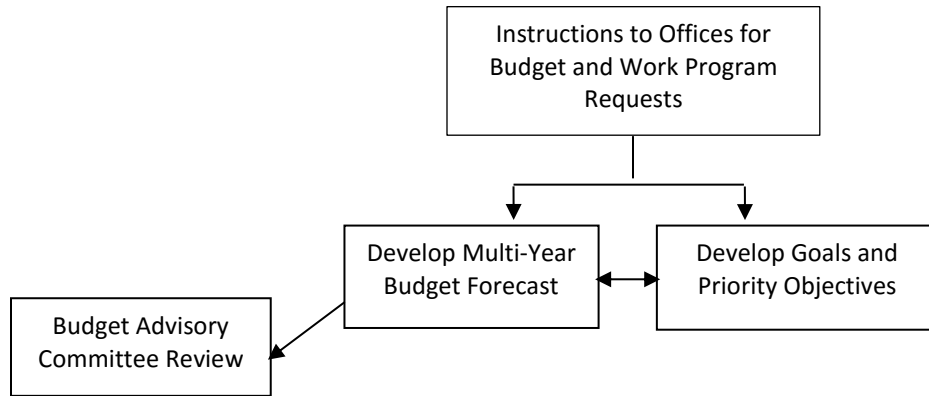 Instructions to Offices for
Budget and Work Program
Requests
Develop Multi-Year
Budget Forecast
Develop Goals and
Priority Objectives
Budget Advisory
Committee Review